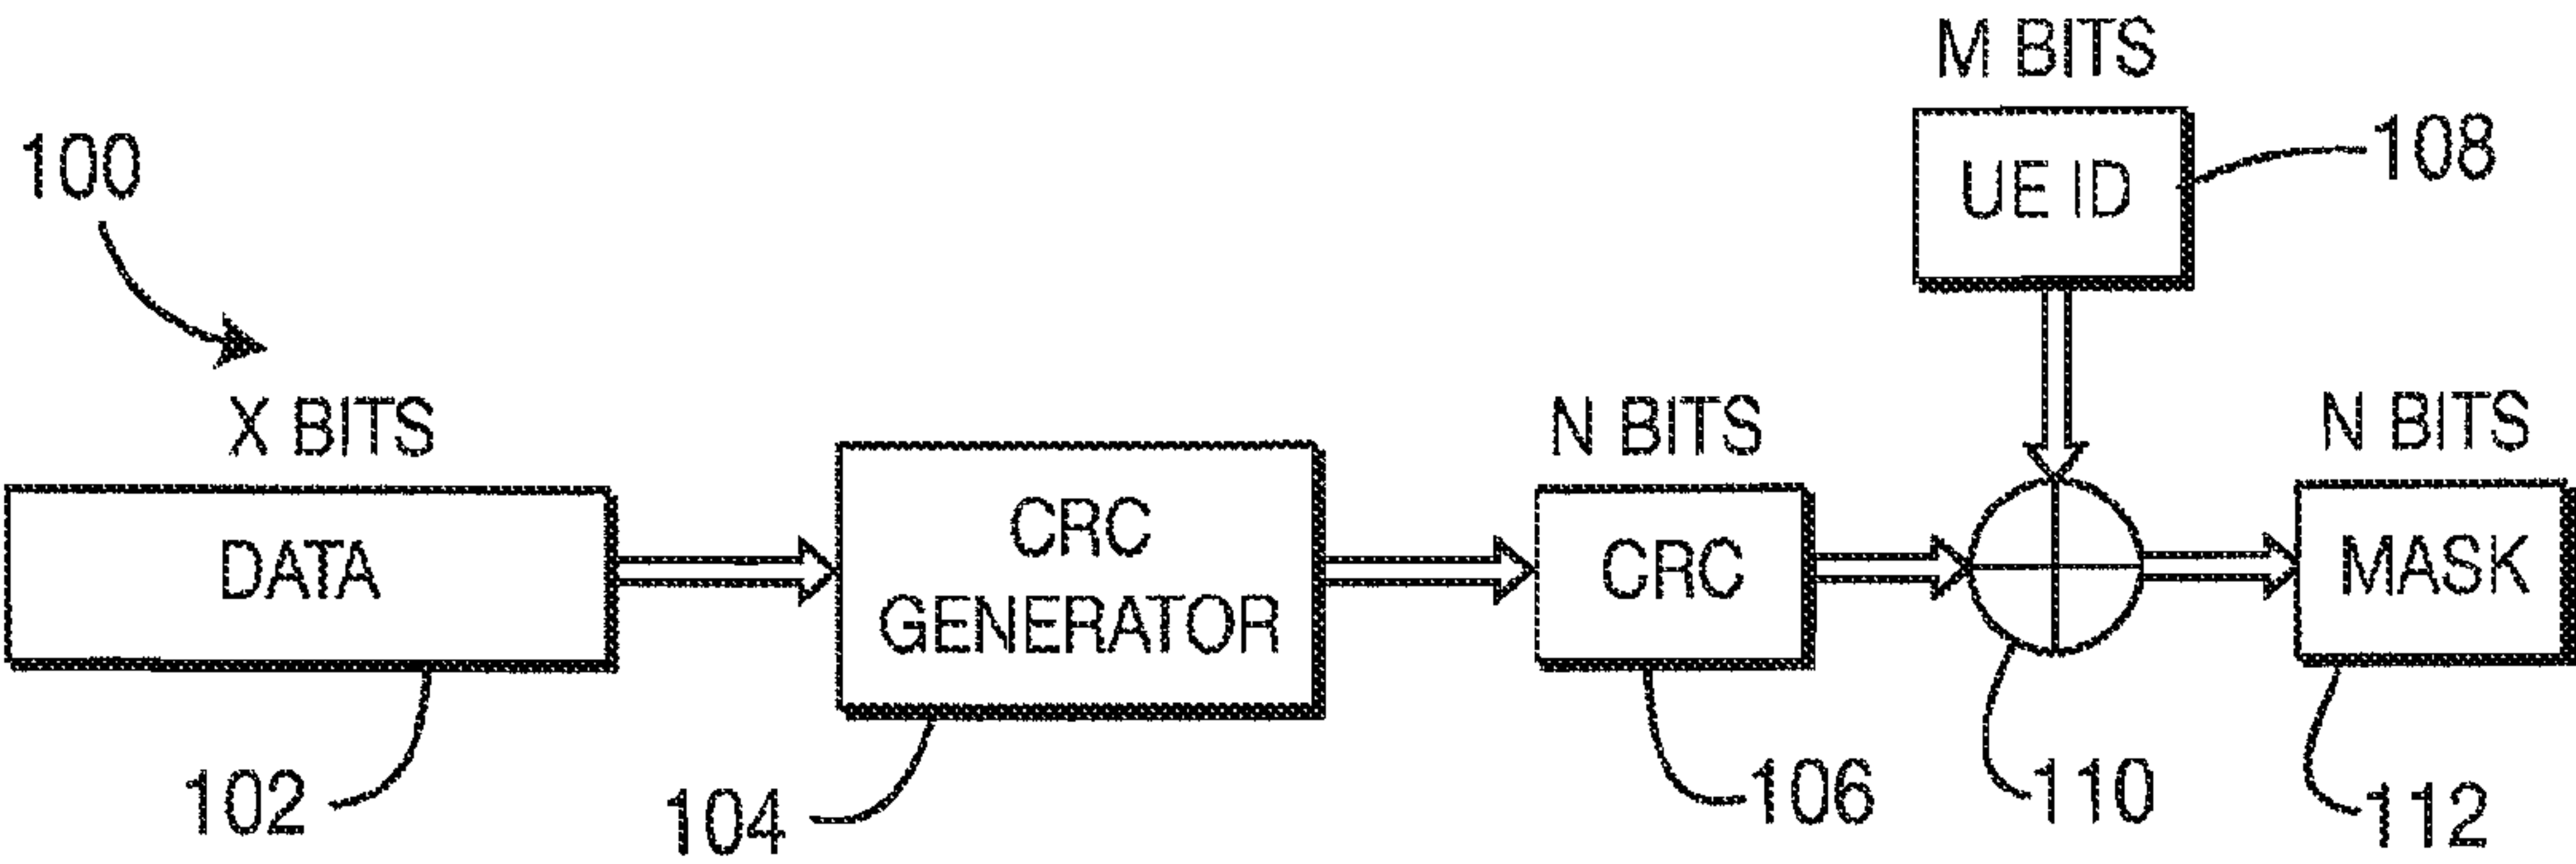 M BITS
100
UE ID
108
X BITS
N BITS
N BITS
DATA
CRC
GENERATOR
CRC
MASK
102
104
106
110
112